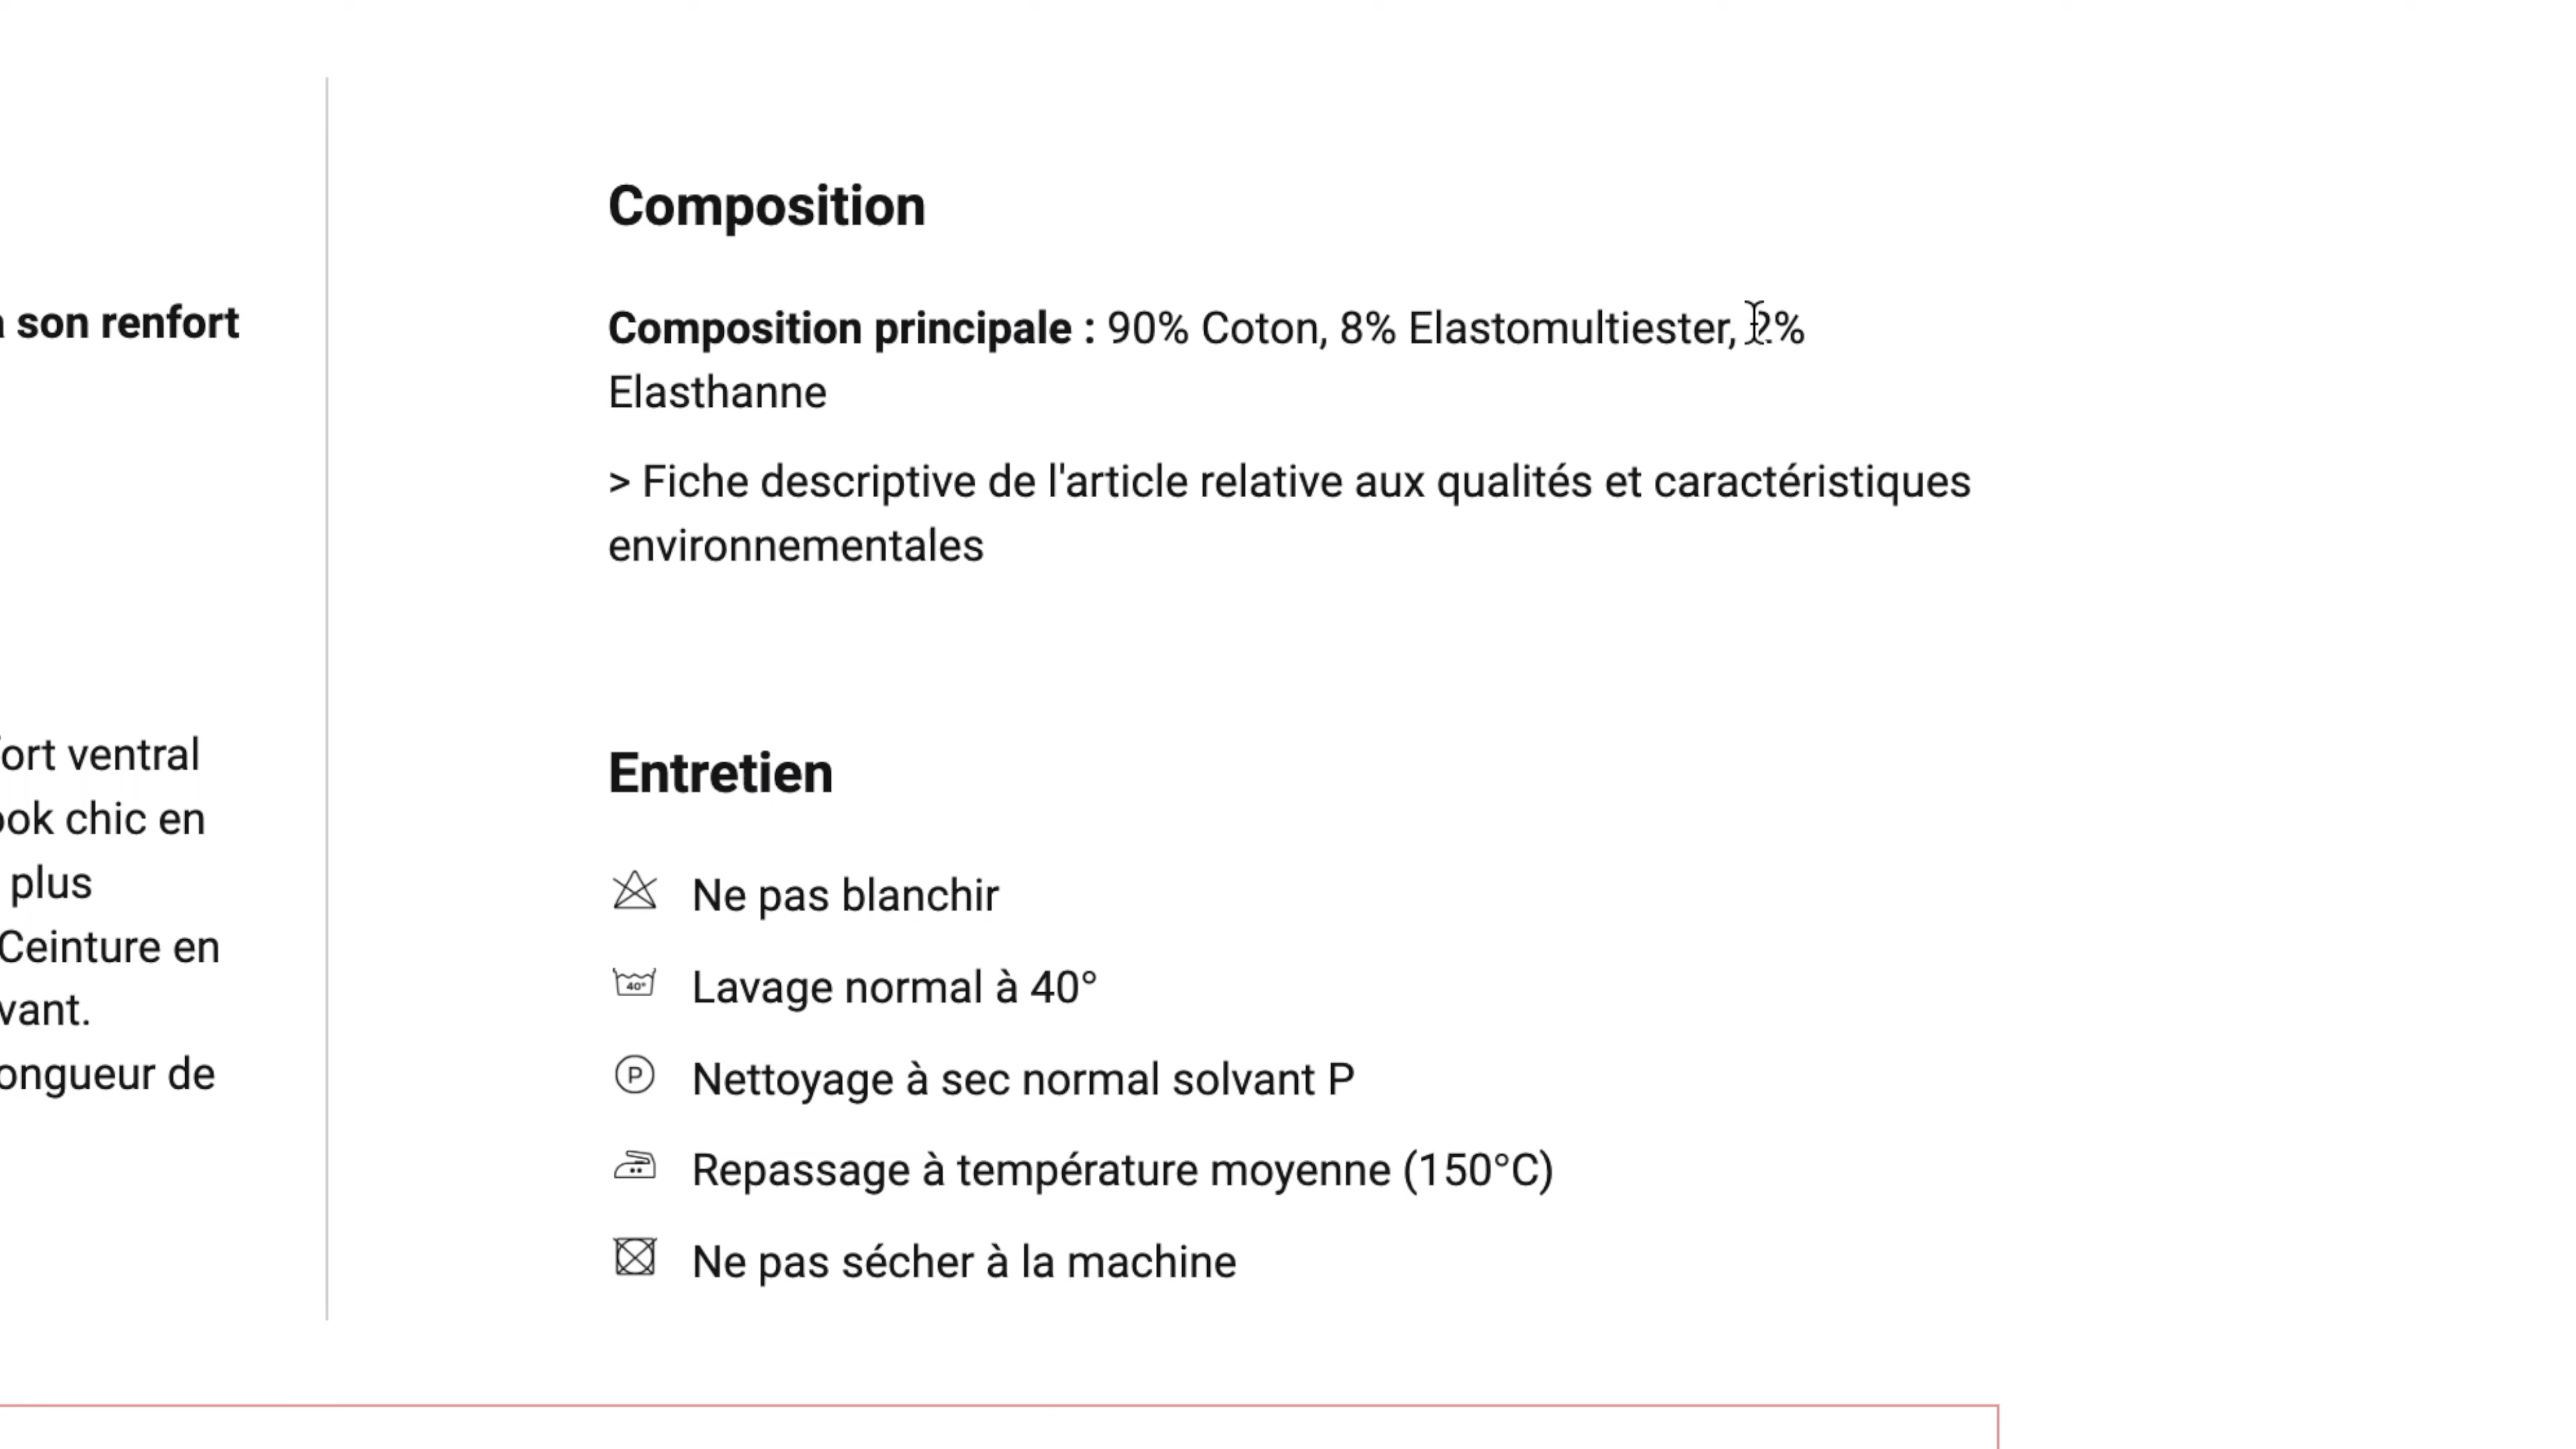 son renfort
ort ventral
ook chic en
plus
Ceinture en
vant.
ongueur de
Composition
Composition principale : 90% Coton, 8% Elastomultiester, 2%
Elasthanne
> Fiche descriptive de l'article relative aux qualités et caractéristiques
environnementales
Entretien
Ne pas blanchir
40° Lavage normal à 40°
P Nettoyage à sec normal solvant P
Repassage à température moyenne (150°C)
Ne pas sécher à la machine